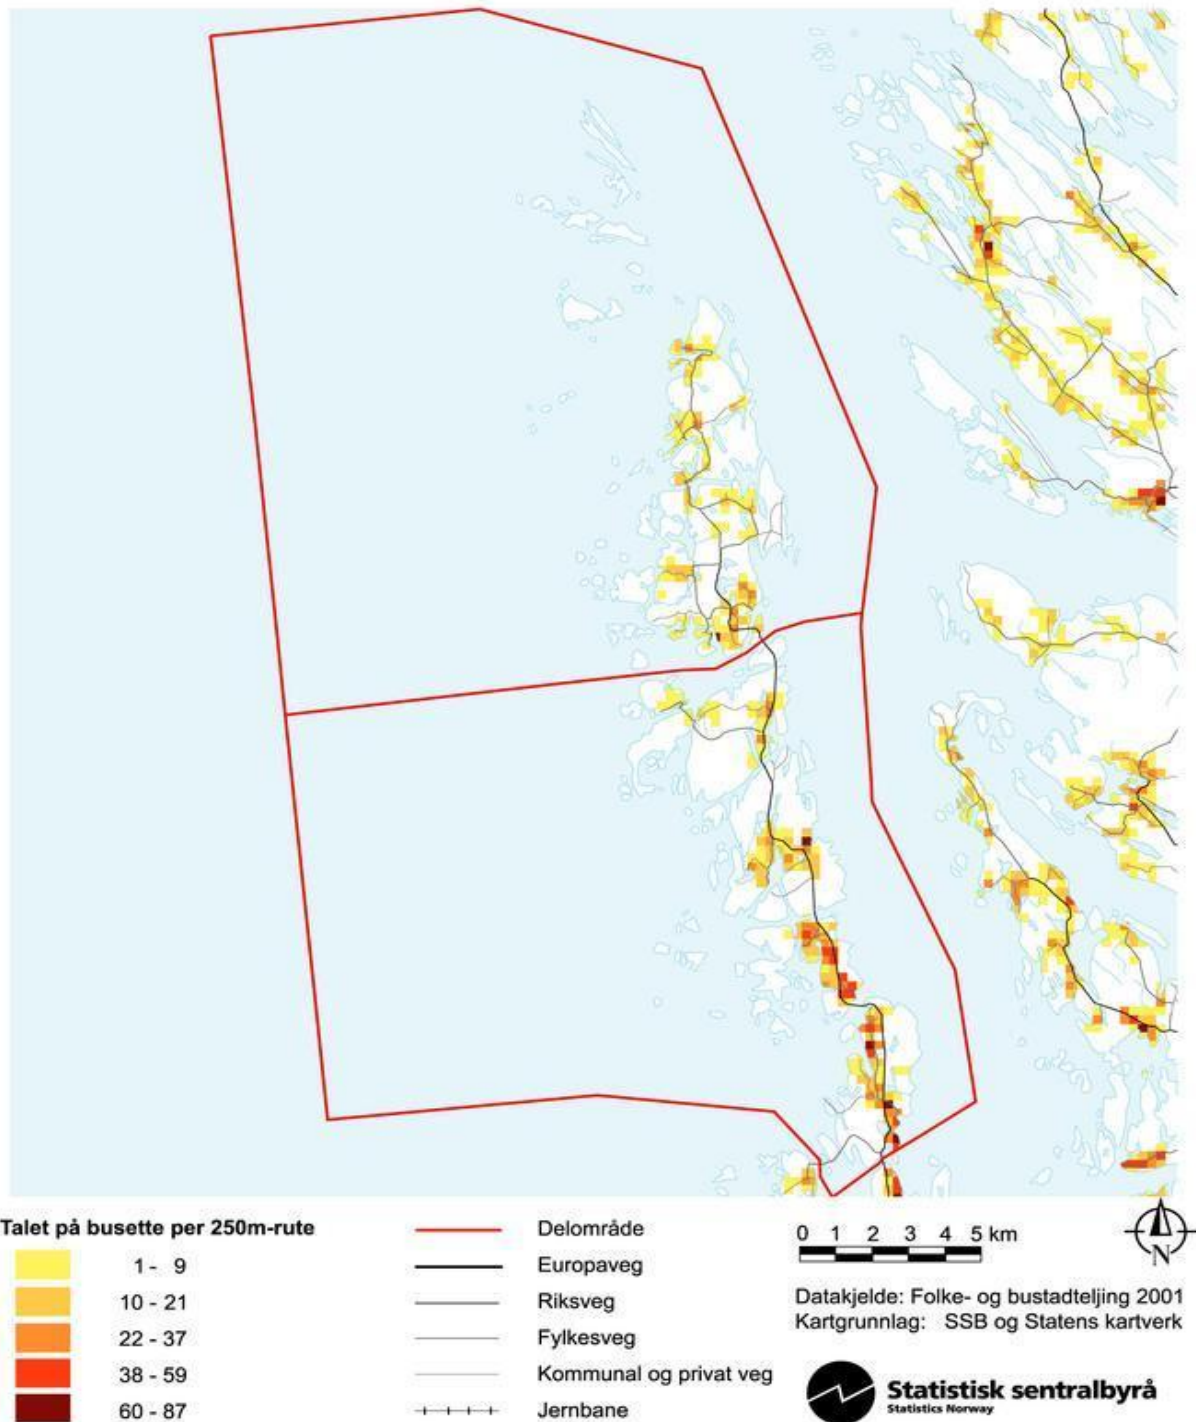 Talet på busette per 250m-rute
1 - 9
10 - 21
22 - 37
38 - 59
60 - 87
Delområde
Europaveg
Riksveg
Fylkesveg
Kommunal og privat veg
Jernbane
0 1 2 3 4 5 km
N
Datakjelde: Folke- og bustadteljing 2001
Kartgrunnlag: SSB og Statens kartverk
Statistisk sentralbyrå
Statistics Norway